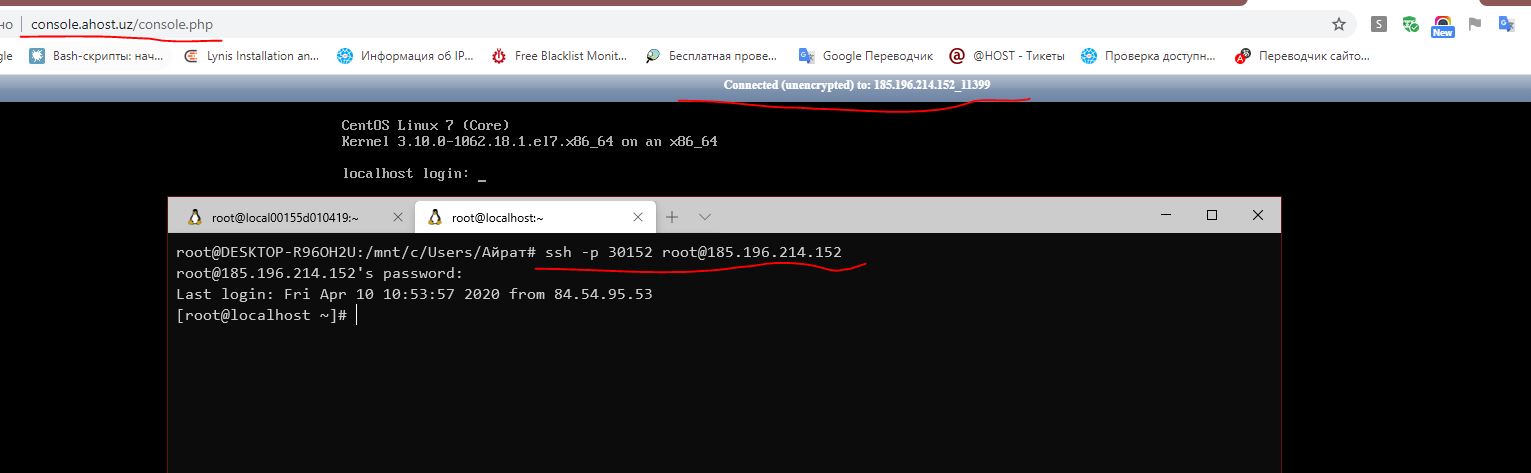 но console.ahost.uz/console.php S New
gle Bash-скрипты: нач... Lynis Installation an... Информация об IP... Free Blacklist Monit... Бесплатная прове... Google Переводчик @HOST - Тикеты Проверка доступн... Переводчик сайто...
Connected (unencrypted) to: 185.196.214.152_11399
CentOS Linux 7 (Core)
Kernel 3.10.0-1062.18.1.el7.x86_64 on an x86_64
localhost login: _
root@local00155d010419:~ root@localhost:~
root@DESKTOP-R96OH2U:/mnt/c/Users/Айрат# ssh -p 30152 root@185.196.214.152
root@185.196.214.152's password:
Last login: Fri Apr 10 10:53:57 2020 from 84.54.95.53
[root@localhost ~]#